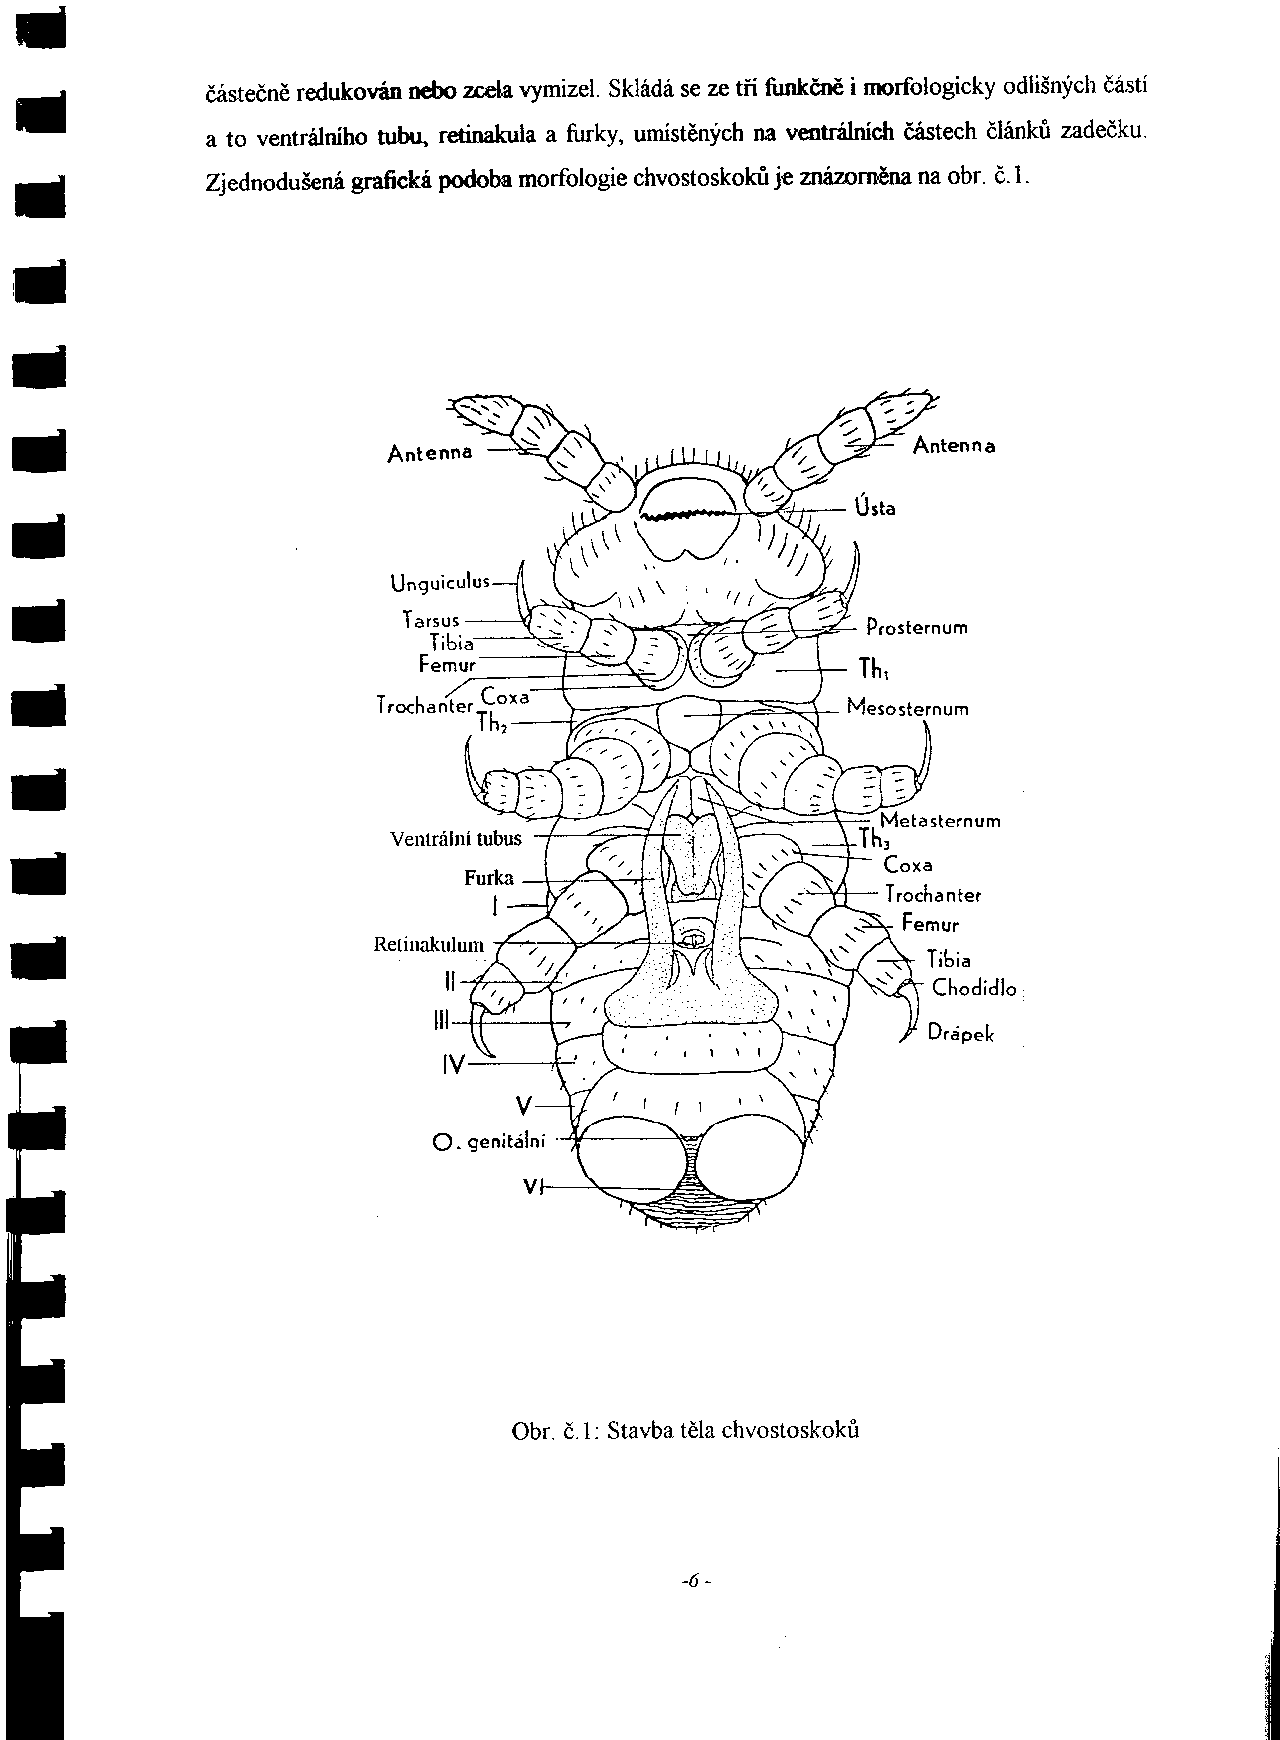 částečně redukován nebo zcela vymizel. Skládá se ze tří funkčně i morfologicky odlišných částí
a to ventrálního tubu, retinakula a furky, umístěných na ventrálních částech článků zadečku.
Zjednodušená grafická podoba morfologie chvostoskoků je znázorněna na obr. č.1.
Antenna
Antenna
Ústa
Unguiculus
Tarsus
Tibia
Femur
Trochanter
Coxa
Th₂
Prosternum
Th₁
Mesosternum
Ventrální tubus
Furka
I
Retinakulum
II
III
IV
V
O. genitální
VI
Metasternum
Th₃
Coxa
Trochanter
Femur
Tibia
Chodidlo
Drápek
Obr. č.1: Stavba těla chvostoskoků
-6-